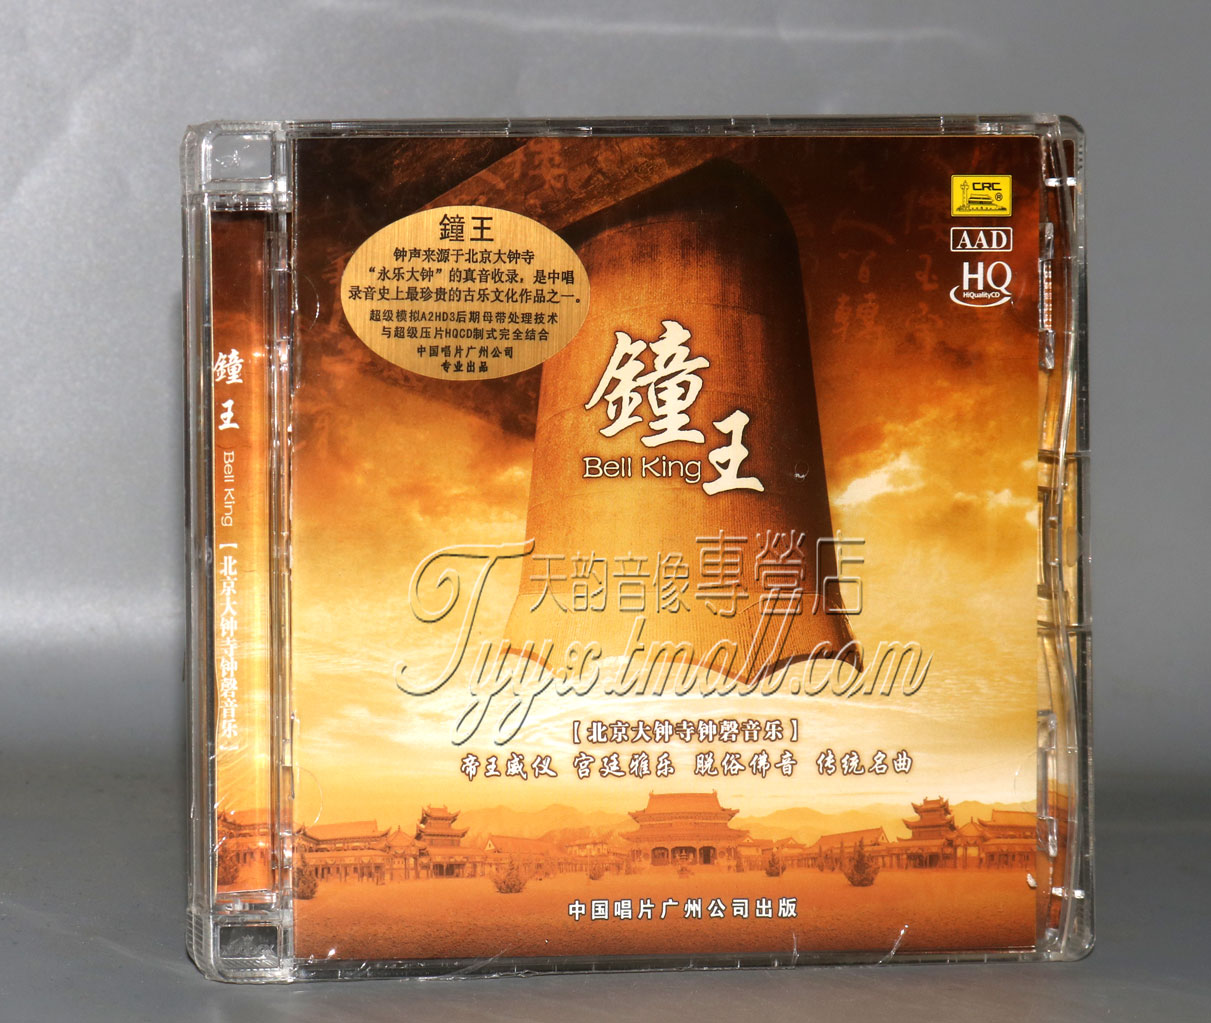 鐘王
钟声来源于北京大钟寺
“永乐大钟”的真音收录，是中唱
录音史上最珍贵的古乐文化作品之一。
超级模拟A2HD3后期母带处理技术
与超级压片HQCD制式完全结合
中国唱片广州公司
专业出品
CRC
®
AAD
HQ
HiQualityCD
鐘王
Bell King
天韵音像專營店
Tyyx.tmall.com
【北京大钟寺钟磬音乐】
帝王威仪 宫廷雅乐 脱俗佛音 传统名曲
中国唱片广州公司出版
鐘王 Bell King 【北京大钟寺钟磬音乐】